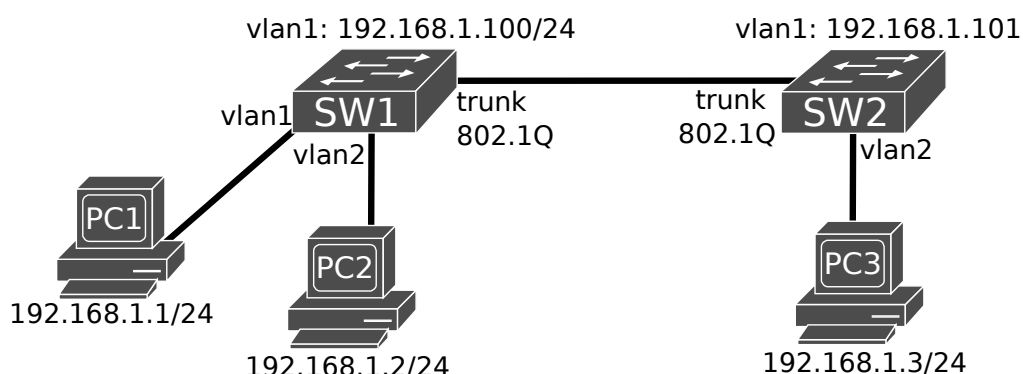 vlan1: 192.168.1.100/24
vlan1: 192.168.1.101
SW1
SW2
vlan1
trunk
802.1Q
trunk
802.1Q
vlan2
vlan2
PC1
PC2
PC3
192.168.1.1/24
192.168.1.2/24
192.168.1.3/24